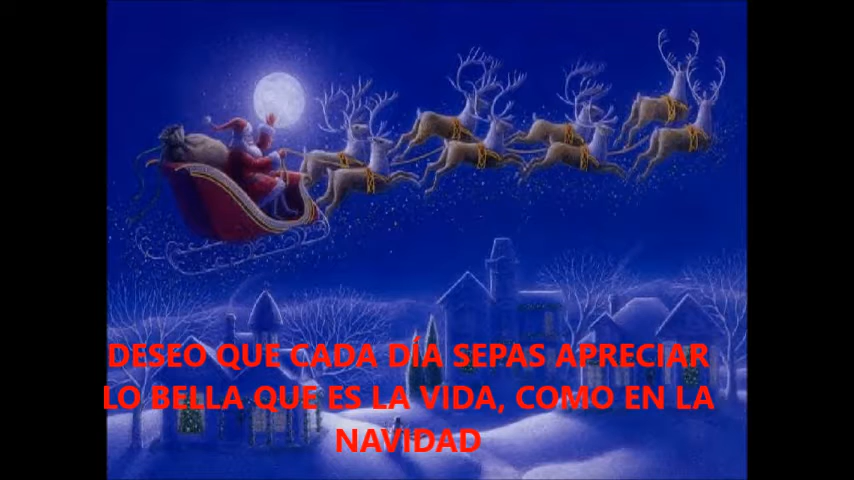 DESEO QUE CADA DÍA SEPAS APRECIAR
LO BELLA QUE ES LA VIDA, COMO EN LA
NAVIDAD